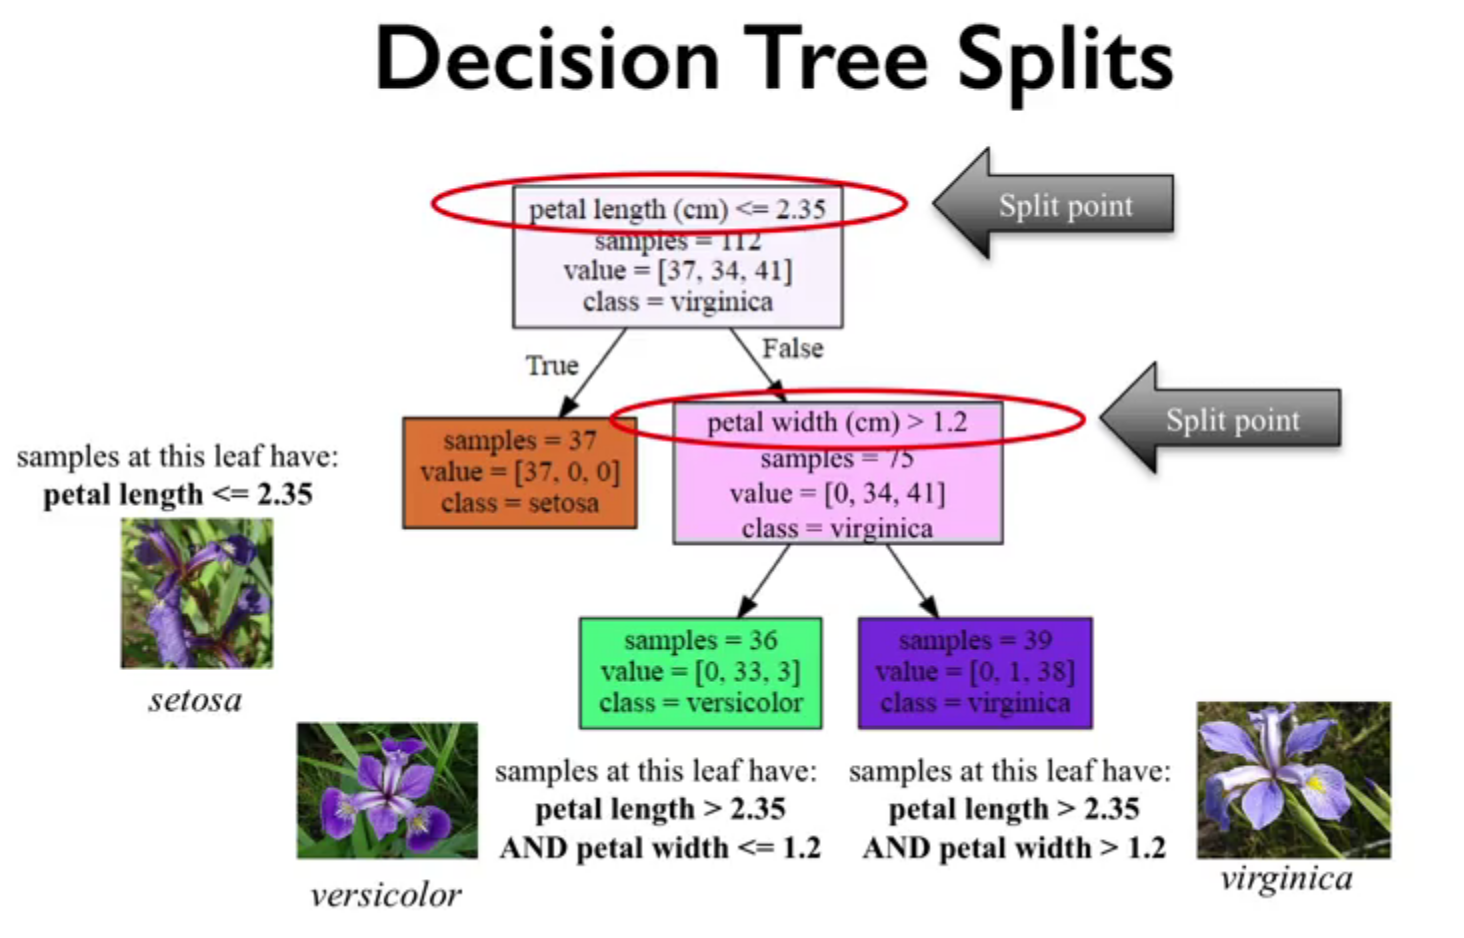 Decision Tree Splits
petal length (cm) <= 2.35
samples = 112
value = [37, 34, 41]
class = virginica
Split point
True
False
petal width (cm) > 1.2
samples = 75
value = [0, 34, 41]
class = virginica
Split point
samples = 37
value = [37, 0, 0]
class = setosa
samples at this leaf have:
petal length <= 2.35
setosa
samples = 36
value = [0, 33, 3]
class = versicolor
samples = 39
value = [0, 1, 38]
class = virginica
versicolor
samples at this leaf have:
petal length > 2.35
AND petal width <= 1.2
samples at this leaf have:
petal length > 2.35
AND petal width > 1.2
virginica